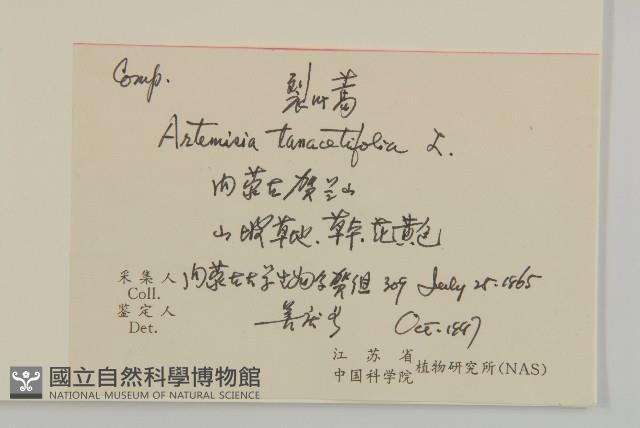 Comp. 裂叶蒿
Artemisia tanacetifolia L.
内蒙古贺兰山
山坡草地、草本,花黄色
采集人 内蒙古大学生物系贺组 309 July 25. 1965
Coll.
鉴定人 Oct. 1987
Det.
江苏省
中国科学院 植物研究所(NAS)
國立自然科學博物館
NATIONAL MUSEUM OF NATURAL SCIENCE